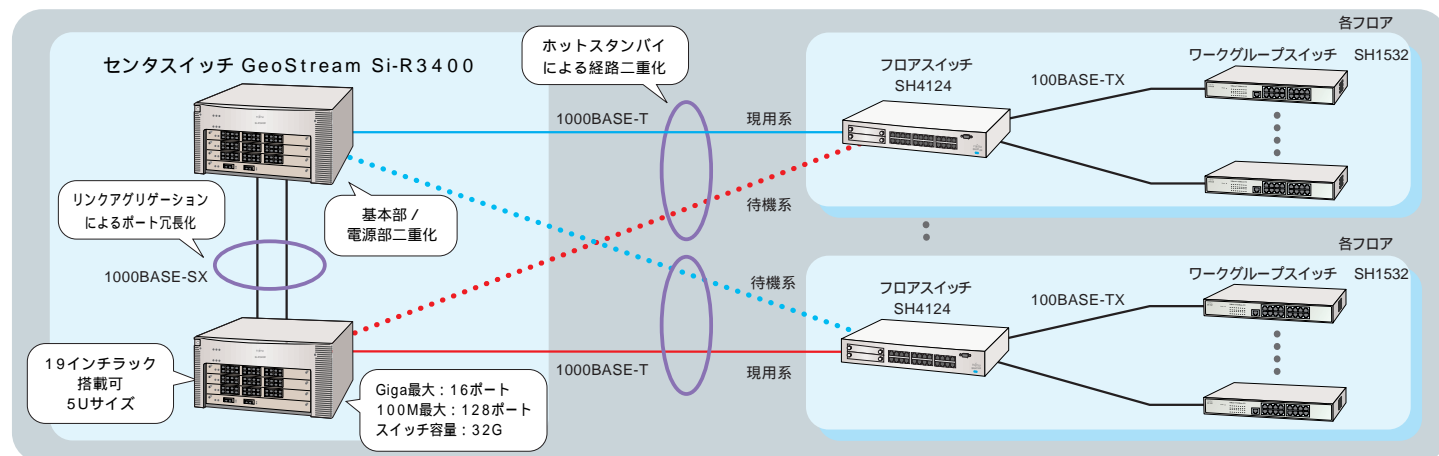 各フロア
センタスイッチ GeoStream Si-R3400
ホットスタンバイ
による経路二重化
フロアスイッチ
SH4124
ワークグループスイッチ SH1532
100BASE-TX
1000BASE-T
現用系
リンクアグリゲーション
によるポート冗長化
基本部/
電源部二重化
待機系
1000BASE-SX
各フロア
待機系
フロアスイッチ
SH4124
ワークグループスイッチ SH1532
100BASE-TX
1000BASE-T
現用系
19インチラック
搭載可
5Uサイズ
Giga最大:16ポート
100M最大:128ポート
スイッチ容量:32G